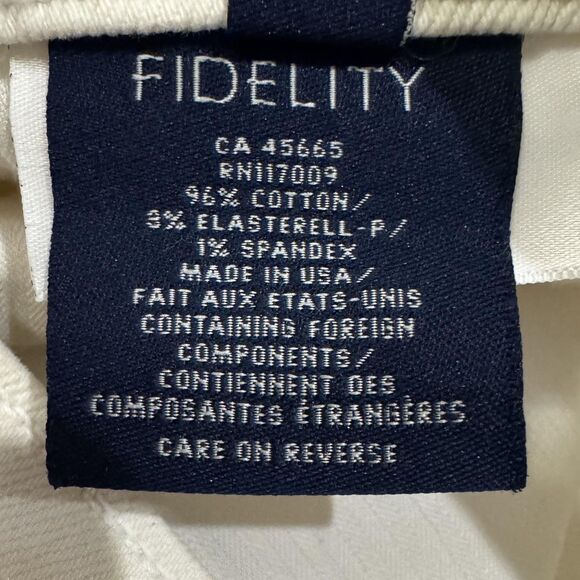 FIDELITY
CA 45665
RN117009
96% COTTON/
3% ELASTERELL-P/
1% SPANDEX
MADE IN USA/
FAIT AUX ETATS-UNIS
CONTAINING FOREIGN
COMPONENTS/
CONTIENNENT DES
COMPOSANTES ÉTRANGÈRES
CARE ON REVERSE